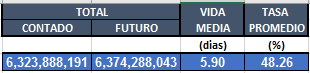 TOTAL VIDA TASA
CONTADO FUTURO MEDIA PROMEDIO
(dias) (%)
6,323,888,191 6,374,288,043 5.90 48.26